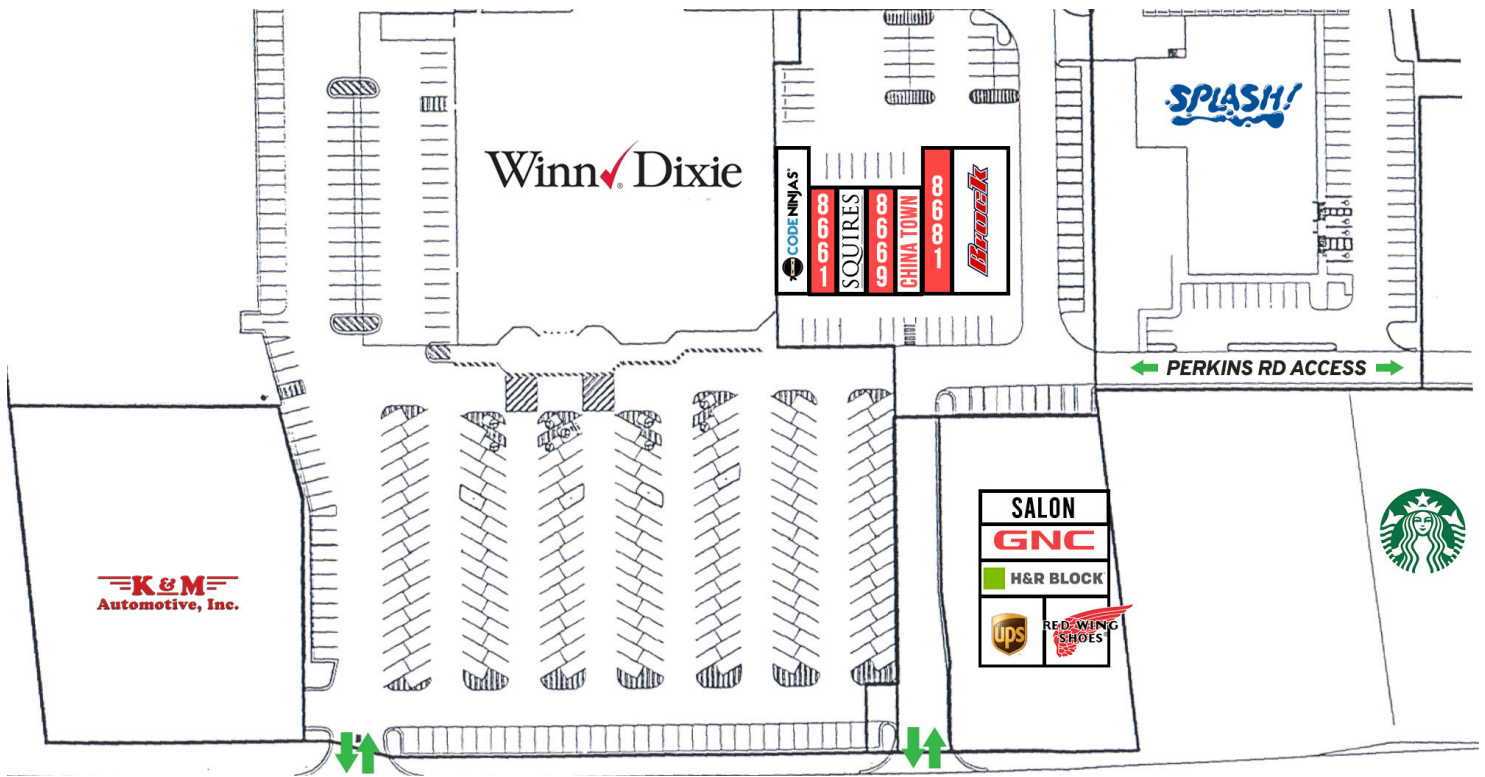 SPLASH!
Winn Dixie
CODE NINJAS
8661
SQUIRES
8669
CHINA TOWN
8681
Brock
PERKINS RD ACCESS
SALON
GNC
H&R BLOCK
K & M
Automotive, Inc.
ups
RED WING
SHOES